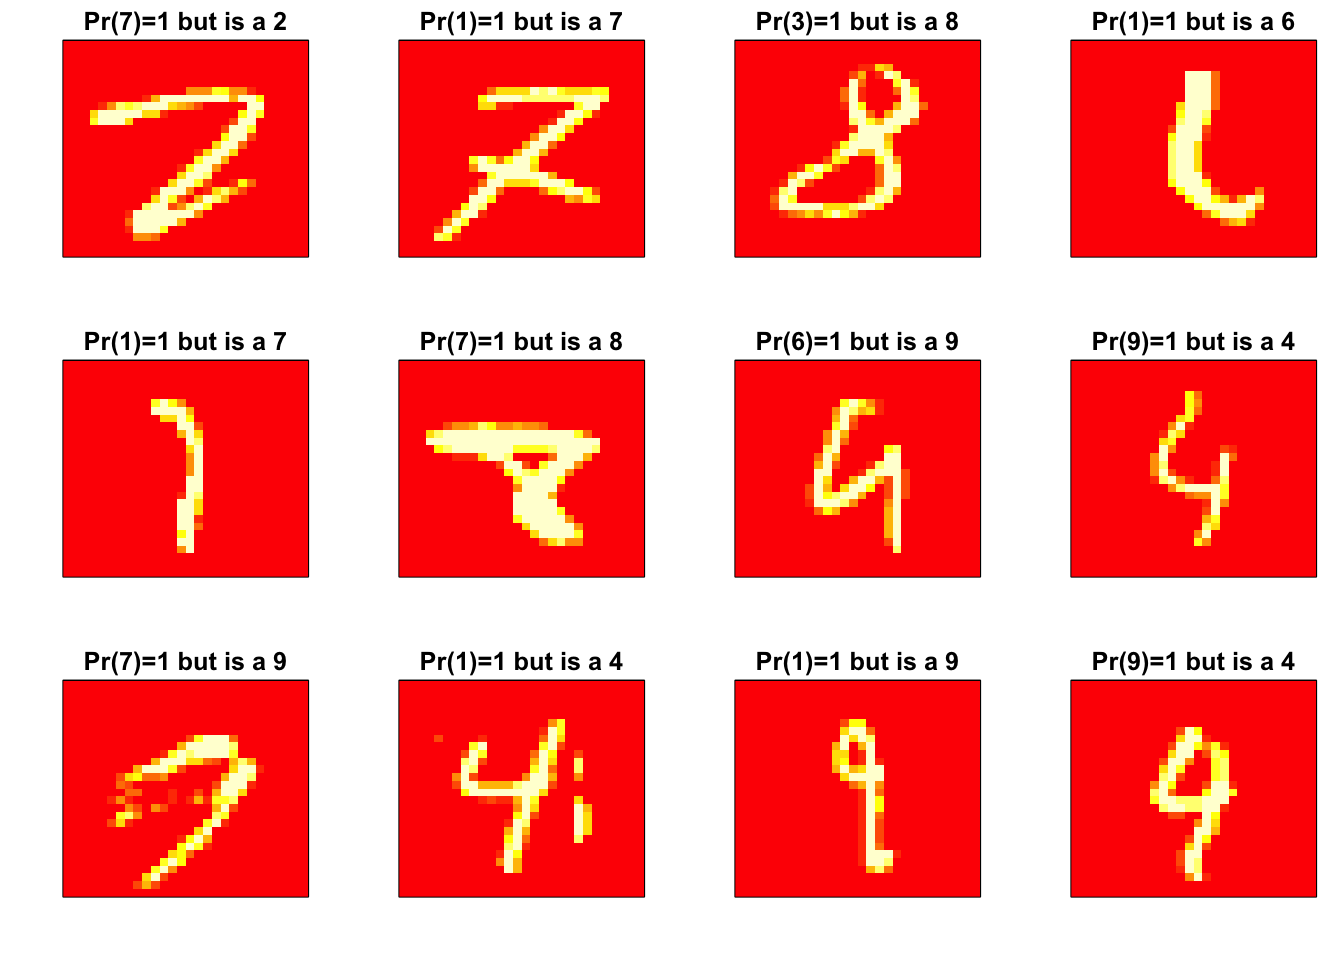 Pr(7)=1 but is a 2
Pr(1)=1 but is a 7
Pr(3)=1 but is a 8
Pr(1)=1 but is a 6
Pr(1)=1 but is a 7
Pr(7)=1 but is a 8
Pr(6)=1 but is a 9
Pr(9)=1 but is a 4
Pr(7)=1 but is a 9
Pr(1)=1 but is a 4
Pr(1)=1 but is a 9
Pr(9)=1 but is a 4